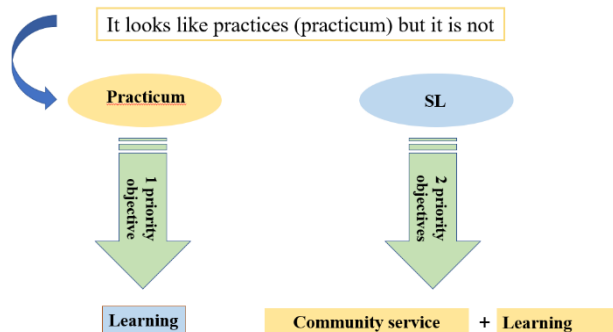 It looks like practices (practicum) but it is not
Practicum
SL
1 priority
objective
2 priority
objectives
Learning
Community service + Learning